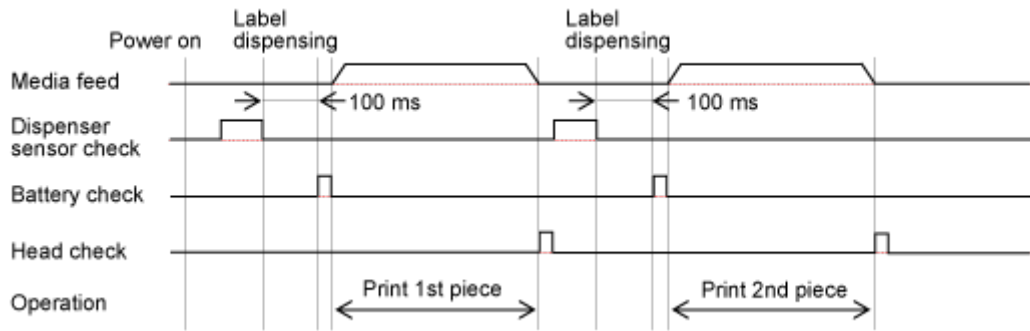 Label
dispensing
Label
dispensing
Power on
Media feed
100 ms
100 ms
Dispenser
sensor check
Battery check
Head check
Print 1st piece
Print 2nd piece
Operation